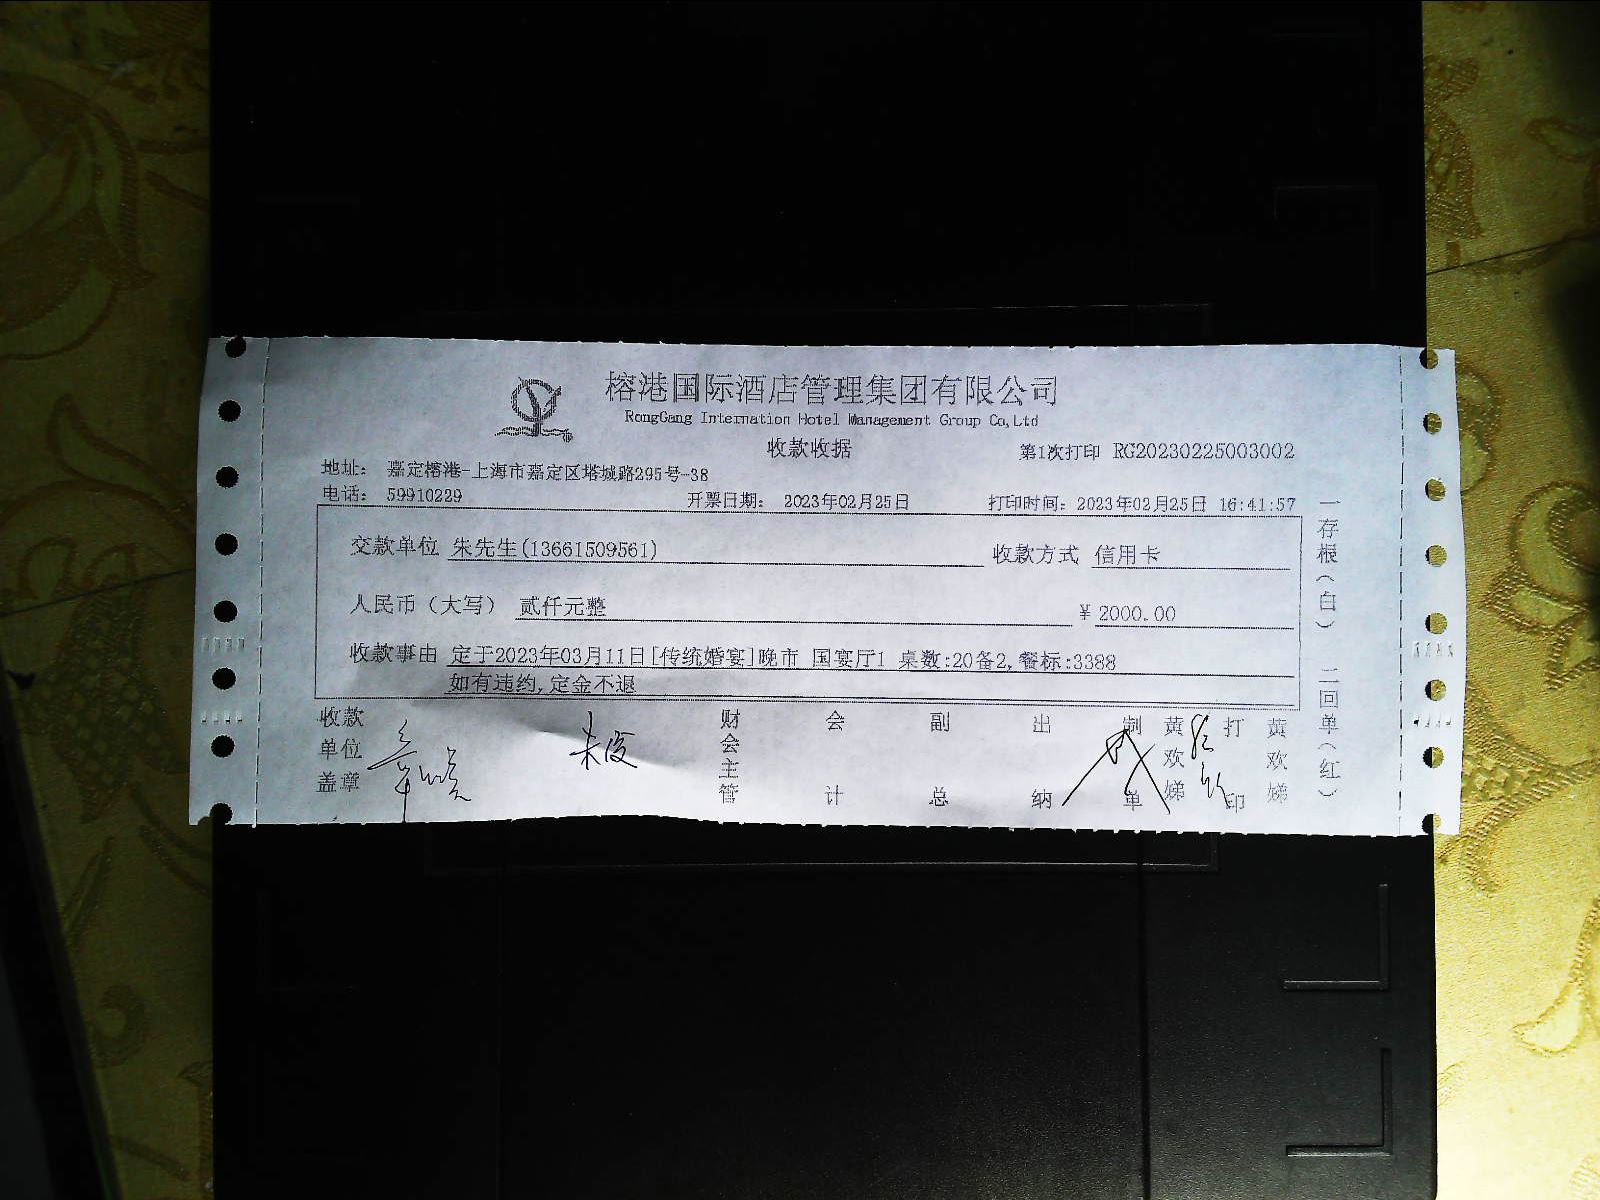 榕港国际酒店管理集团有限公司
RongGang Internation Hotel Management Group Co,Ltd
收款收据
第1次打印 RG20230225003002
地址： 嘉定榕港-上海市嘉定区塔城路295号-38
电话： 59910229 开票日期： 2023年02月25日 打印时间：2023年02月25日 16:41:57
交款单位 朱先生(13661509561) 收款方式 信用卡
人民币（大写） 贰仟元整 ¥ 2000.00
收款事由 定于2023年03月11日[传统婚宴]晚市 国宴厅1 桌数:20备2,餐标:3388
如有违约,定金不退
收款单位盖章 财会主管 会计 副总 出纳 制单 黄欢娣 打印 黄欢娣
一存根（白） 二回单（红）